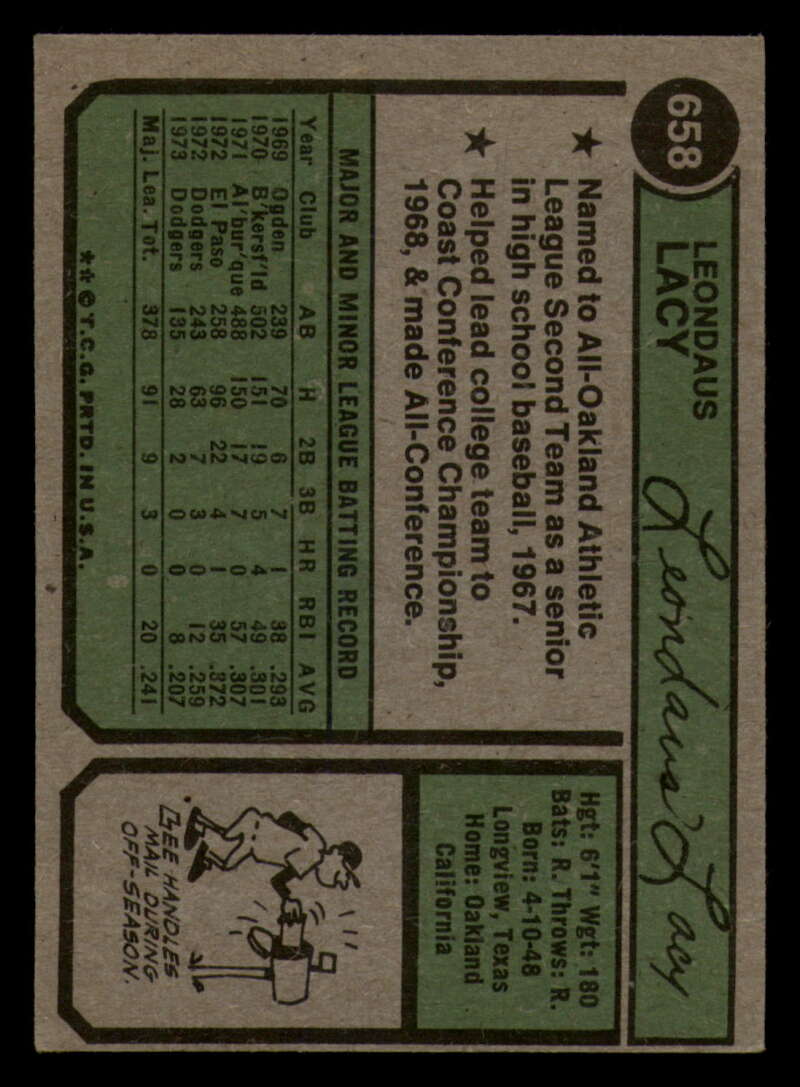 658
LEONDAUS
LACY
Leondaus Lacy
★ Named to All-Oakland Athletic
League Second Team as a senior
in high school baseball, 1967.
★ Helped lead college team to
Coast Conference Championship,
1968, & made All-Conference.
MAJOR AND MINOR LEAGUE BATTING RECORD
Year Club AB H 2B 3B HR RBI AVG
1969 Ogden 239 70 6 7 1 38 .293
1970 B'kersf'ld 502 151 19 5 4 49 .301
1971 Al'bur'que 488 150 17 7 0 57 .307
1972 El Paso 258 96 22 4 1 35 .372
1972 Dodgers 243 63 7 3 0 12 .259
1973 Dodgers 135 28 2 0 0 8 .207
Maj. Lea. Tot. 378 91 9 3 0 20 .241
**©T.C.G. PRTD. IN U.S.A.
Hgt: 6'1" Wgt: 180
Bats: R. Throws: R.
Born: 4-10-48
Longview, Texas
Home: Oakland
California
LEE HANDLES
MAIL DURING
OFF-SEASON.